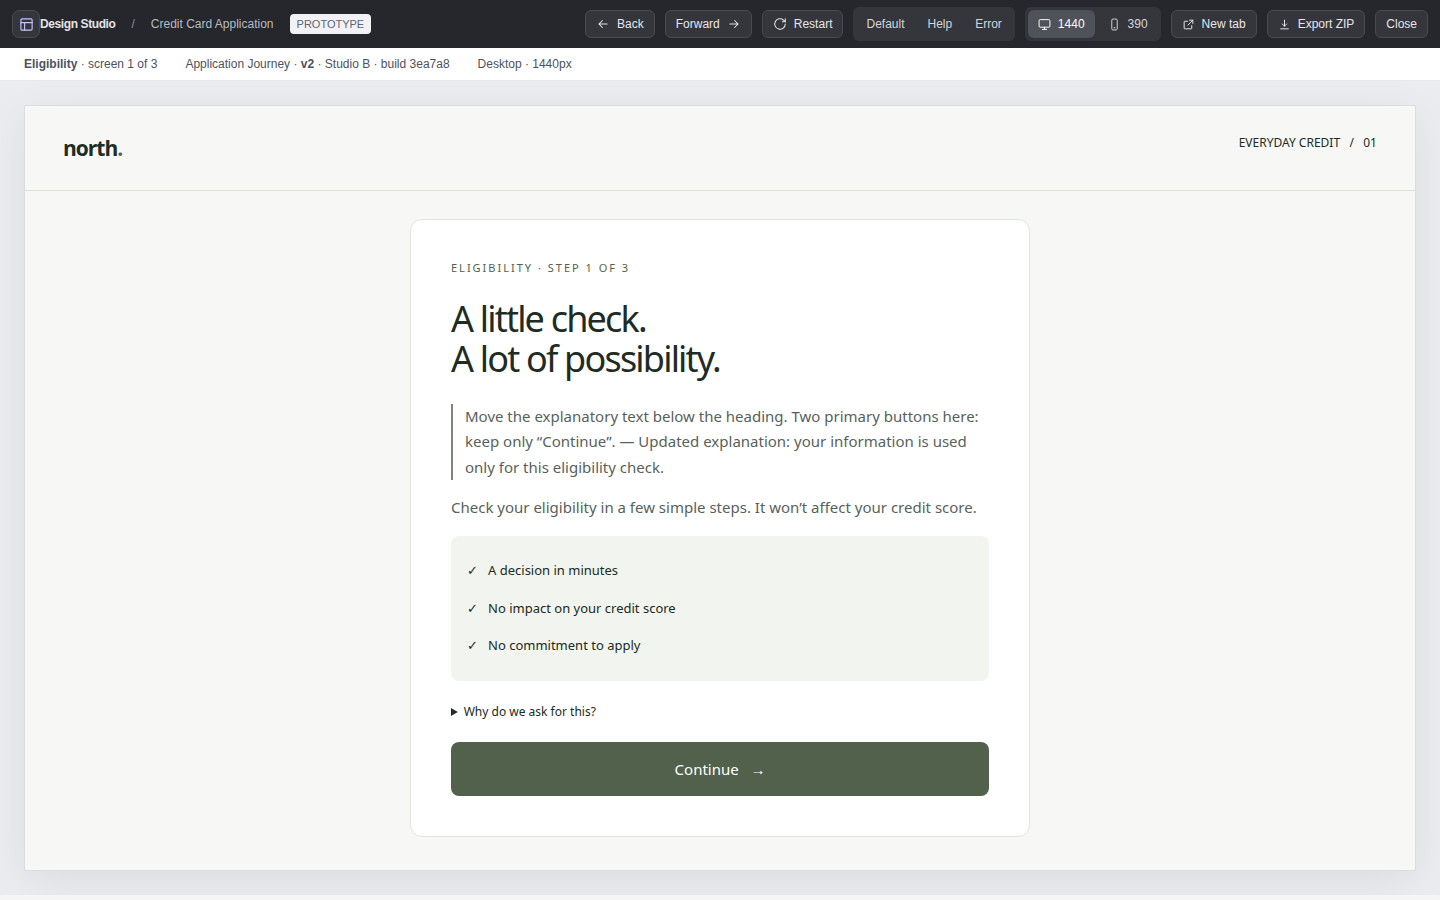 Design Studio / Credit Card Application PROTOTYPE Back Forward Restart Default Help Error 1440 390 New tab Export ZIP Close
Eligibility · screen 1 of 3 Application Journey · v2 · Studio B · build 3ea7a8 Desktop · 1440px
north. EVERYDAY CREDIT / 01
ELIGIBILITY · STEP 1 OF 3
A little check.
A lot of possibility.
Move the explanatory text below the heading. Two primary buttons here:
keep only “Continue”. — Updated explanation: your information is used
only for this eligibility check.
Check your eligibility in a few simple steps. It won’t affect your credit score.
✓ A decision in minutes
✓ No impact on your credit score
✓ No commitment to apply
Why do we ask for this?
Continue →